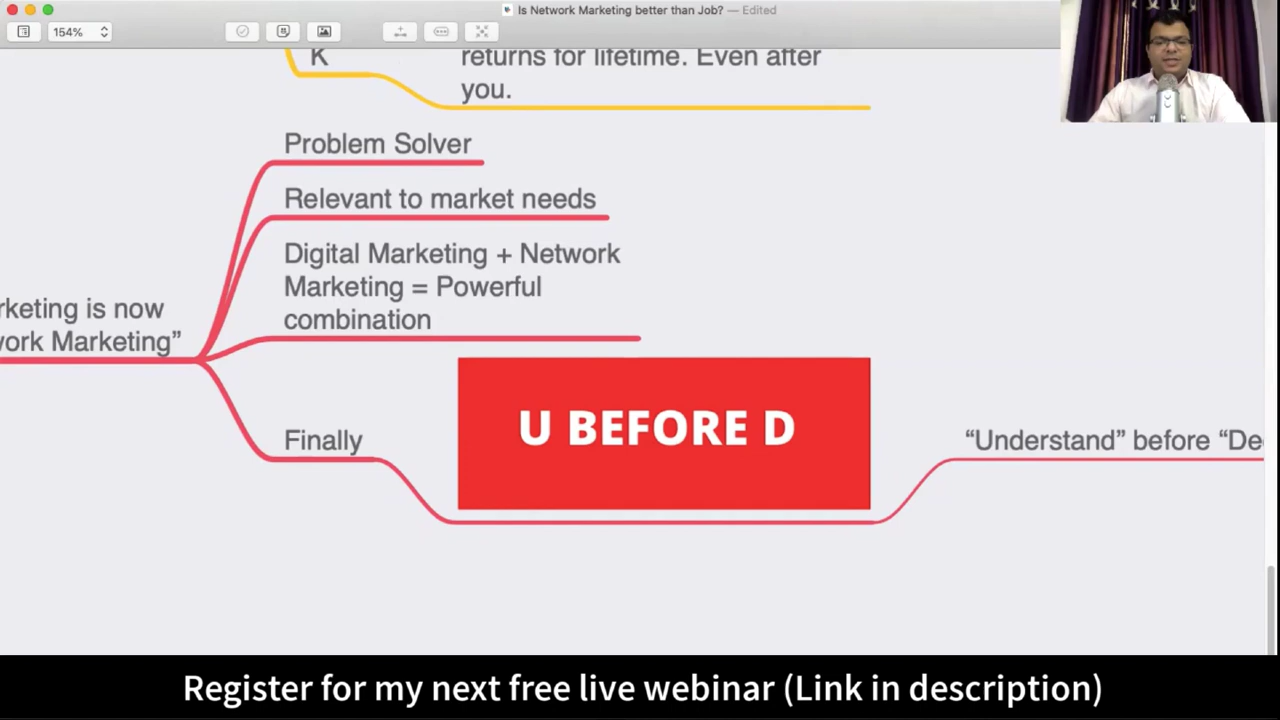 Is Network Marketing better than Job? — Edited
154%
K
returns for lifetime. Even after
you.
Problem Solver
Relevant to market needs
Digital Marketing + Network
Marketing = Powerful
combination
rketing is now
work Marketing”
Finally
U BEFORE D
“Understand” before “De
Register for my next free live webinar (Link in description)